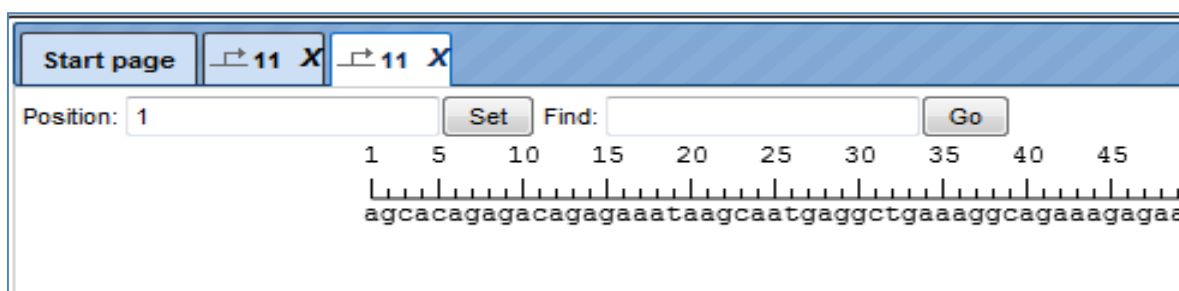 Start page 11 X 11 X
Position: 1 Set Find: Go
1 5 10 15 20 25 30 35 40 45
agcacagagacagagaaataagcaatgaggctgaaaggcagaaagagaa